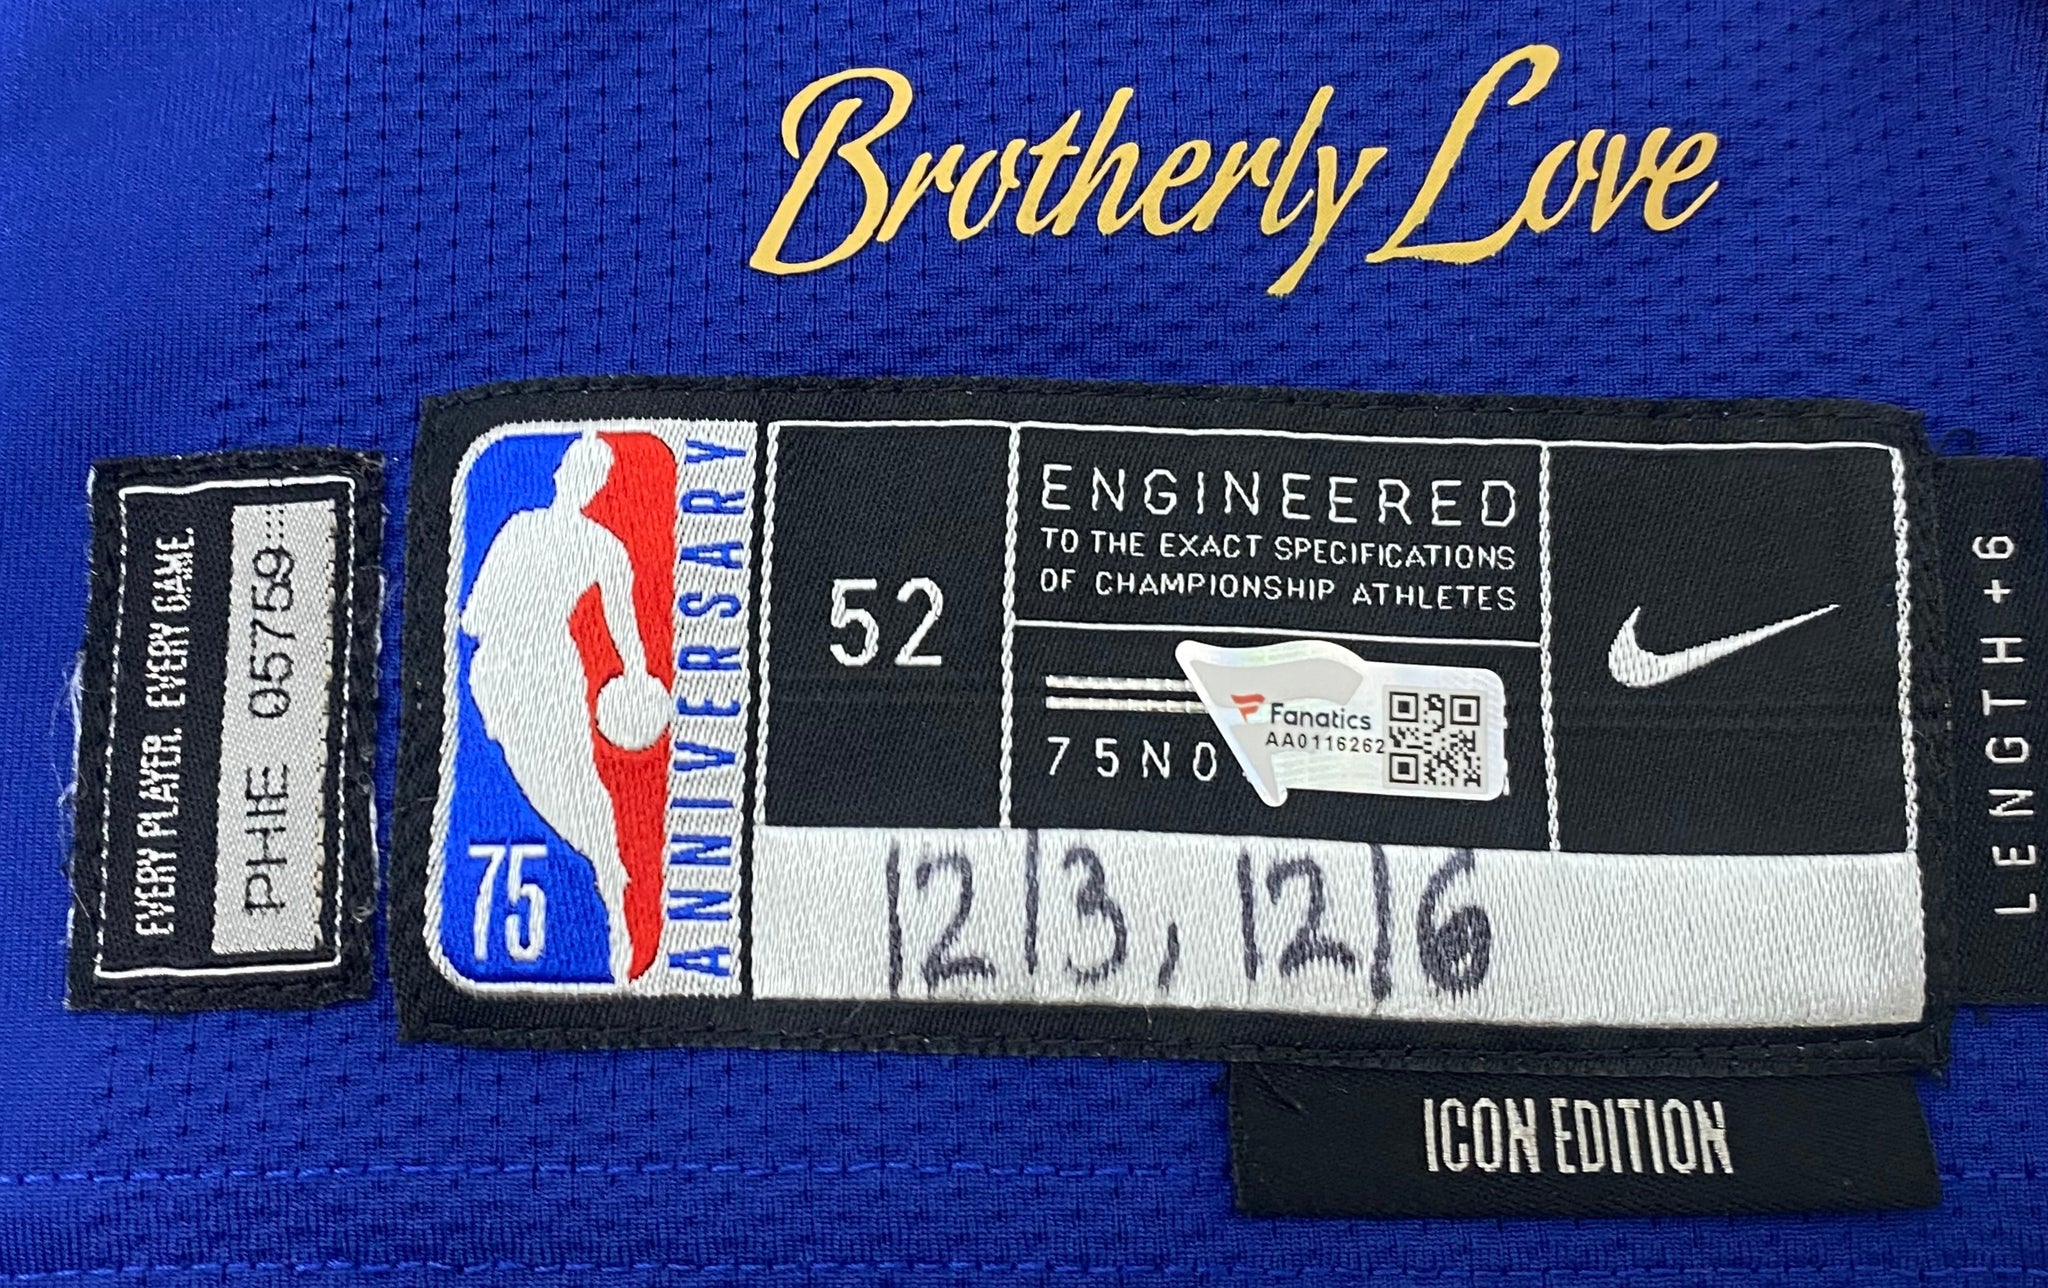 Brotherly Love
EVERY PLAYER. EVERY GAME.
PHIE 05759:::
75
ANNIVERSARY
52
ENGINEERED
TO THE EXACT SPECIFICATIONS
OF CHAMPIONSHIP ATHLETES
75NO
Fanatics
AA0116262
12/3, 12/6
LENGTH+6
ICON EDITION